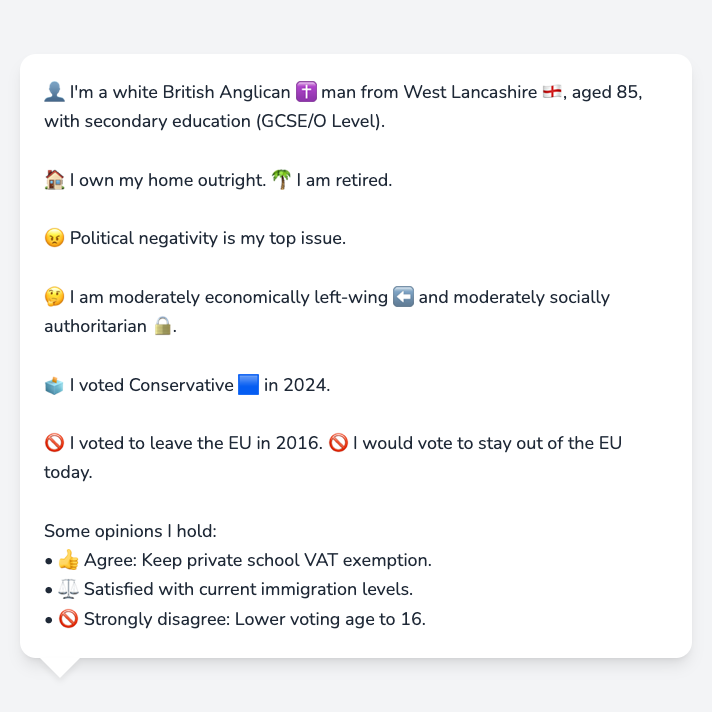 👤 I'm a white British Anglican ✝️ man from West Lancashire 🏴󠁧󠁢󠁥󠁮󠁧󠁿, aged 85,
with secondary education (GCSE/O Level).
🏠 I own my home outright. 🌴 I am retired.
😠 Political negativity is my top issue.
🤔 I am moderately economically left-wing ⬅️ and moderately socially
authoritarian 🔒.
🗳️ I voted Conservative 🟦 in 2024.
🚫 I voted to leave the EU in 2016. 🚫 I would vote to stay out of the EU
today.
Some opinions I hold:
• 👍 Agree: Keep private school VAT exemption.
• ⚖️ Satisfied with current immigration levels.
• 🚫 Strongly disagree: Lower voting age to 16.